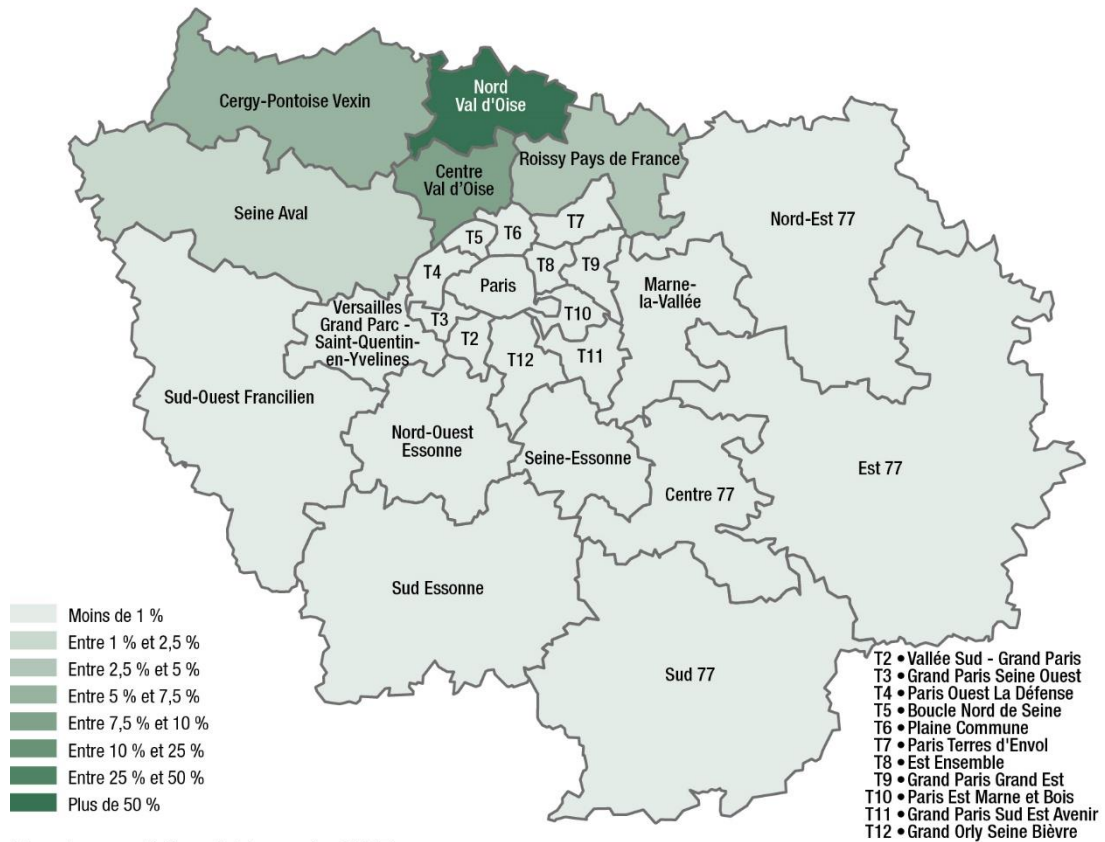 Cergy-Pontoise Vexin
Nord
Val d'Oise
Centre
Val d'Oise
Roissy Pays de France
Seine Aval
Nord-Est 77
T7
T6
T5
T8
T9
T4
Paris
Marne-
la-Vallée
Versailles
Grand Parc -
Saint-Quentin-
en-Yvelines
T3
T2
T10
T12
T11
Sud-Ouest Francilien
Nord-Ouest
Essonne
Seine-Essonne
Centre 77
Est 77
Sud Essonne
Sud 77
Moins de 1 %
Entre 1 % et 2,5 %
Entre 2,5 % et 5 %
Entre 5 % et 7,5 %
Entre 7,5 % et 10 %
Entre 10 % et 25 %
Entre 25 % et 50 %
Plus de 50 %
T2 • Vallée Sud - Grand Paris
T3 • Grand Paris Seine Ouest
T4 • Paris Ouest La Défense
T5 • Boucle Nord de Seine
T6 • Plaine Commune
T7 • Paris Terres d'Envol
T8 • Est Ensemble
T9 • Grand Paris Grand Est
T10 • Paris Est Marne et Bois
T11 • Grand Paris Sud Est Avenir
T12 • Grand Orly Seine Bièvre